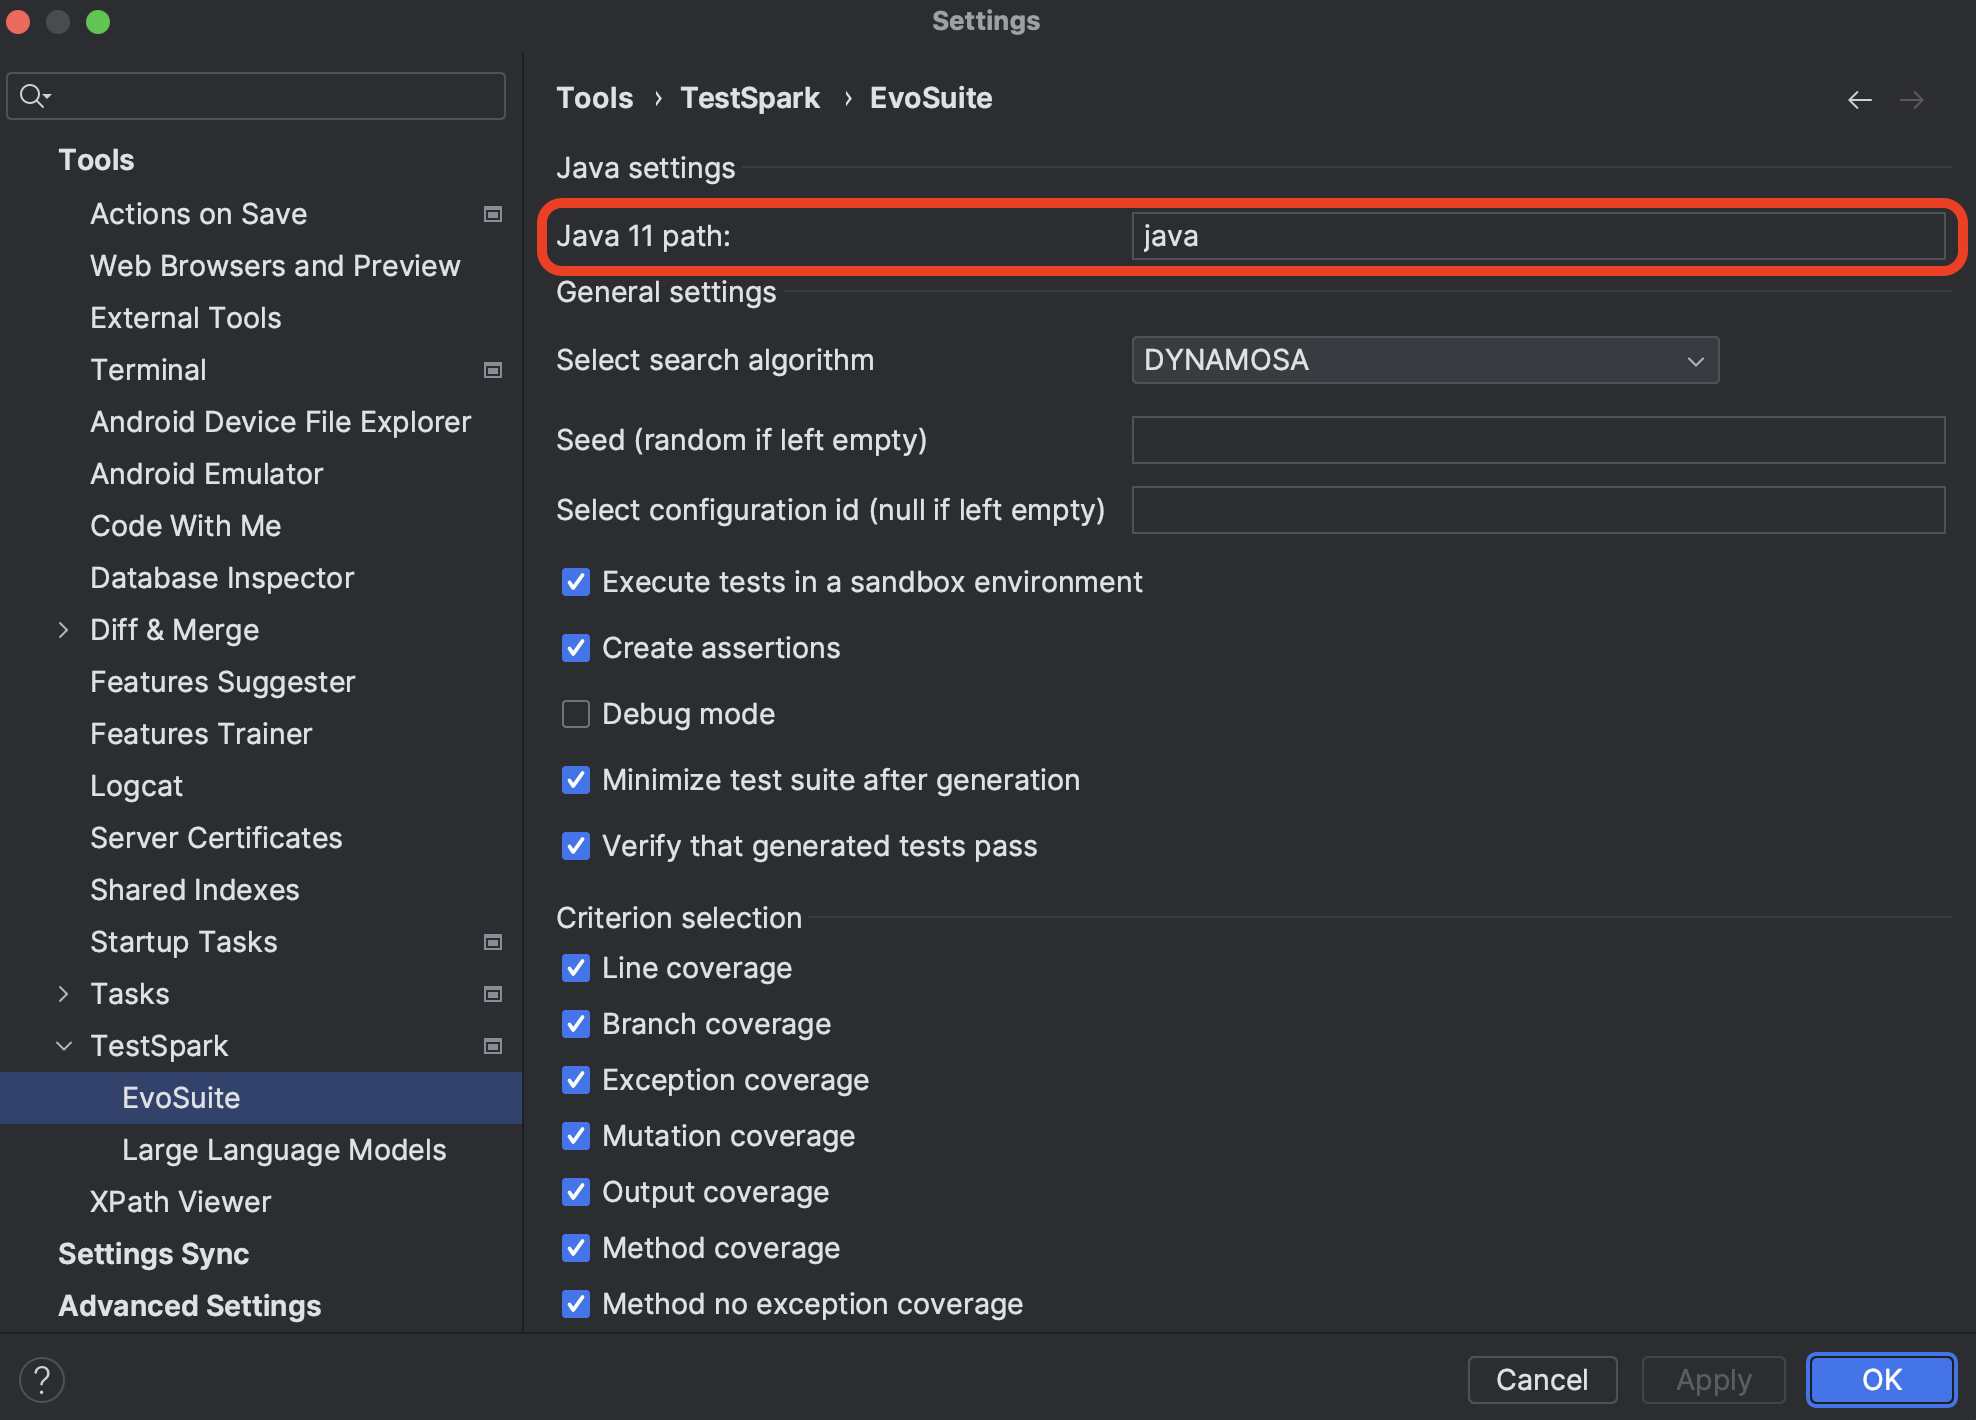 Settings
Tools
Actions on Save
Web Browsers and Preview
External Tools
Terminal
Android Device File Explorer
Android Emulator
Code With Me
Database Inspector
Diff & Merge
Features Suggester
Features Trainer
Logcat
Server Certificates
Shared Indexes
Startup Tasks
Tasks
TestSpark
EvoSuite
Large Language Models
XPath Viewer
Settings Sync
Advanced Settings
Tools › TestSpark › EvoSuite
Java settings
Java 11 path: java
General settings
Select search algorithm DYNAMOSA
Seed (random if left empty)
Select configuration id (null if left empty)
Execute tests in a sandbox environment
Create assertions
Debug mode
Minimize test suite after generation
Verify that generated tests pass
Criterion selection
Line coverage
Branch coverage
Exception coverage
Mutation coverage
Output coverage
Method coverage
Method no exception coverage
? Cancel Apply OK